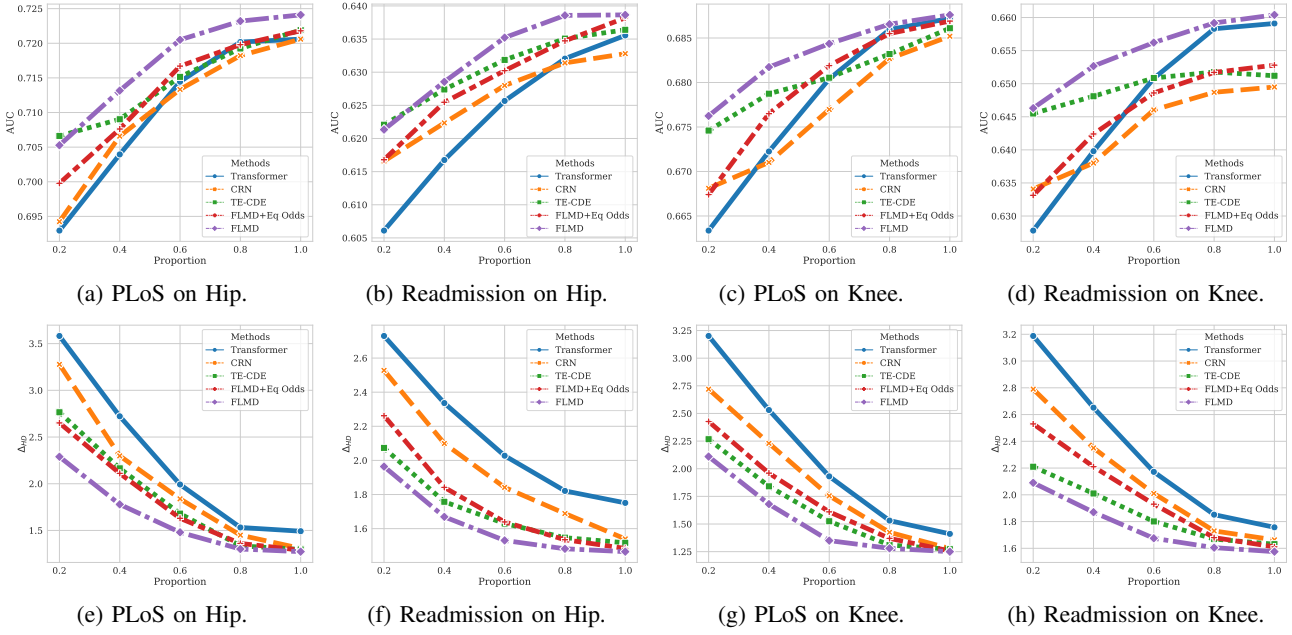 0.725
0.720
0.715
0.710
0.705
0.700
0.695
AUC
0.2 0.4 0.6 0.8 1.0
Proportion
Methods
Transformer
CRN
TE-CDE
FLMD+Eq Odds
FLMD
(a) PLoS on Hip.
0.640
0.635
0.630
0.625
0.620
0.615
0.610
0.605
AUC
0.2 0.4 0.6 0.8 1.0
Proportion
Methods
Transformer
CRN
TE-CDE
FLMD+Eq Odds
FLMD
(b) Readmission on Hip.
0.685
0.680
0.675
0.670
0.665
AUC
0.2 0.4 0.6 0.8 1.0
Proportion
Methods
Transformer
CRN
TE-CDE
FLMD+Eq Odds
FLMD
(c) PLoS on Knee.
0.660
0.655
0.650
0.645
0.640
0.635
0.630
AUC
0.2 0.4 0.6 0.8 1.0
Proportion
Methods
Transformer
CRN
TE-CDE
FLMD+Eq Odds
FLMD
(d) Readmission on Knee.
3.5
3.0
2.5
2.0
1.5
Δ_MD
0.2 0.4 0.6 0.8 1.0
Proportion
Methods
Transformer
CRN
TE-CDE
FLMD+Eq Odds
FLMD
(e) PLoS on Hip.
2.6
2.4
2.2
2.0
1.8
1.6
Δ_MD
0.2 0.4 0.6 0.8 1.0
Proportion
Methods
Transformer
CRN
TE-CDE
FLMD+Eq Odds
FLMD
(f) Readmission on Hip.
3.25
3.00
2.75
2.50
2.25
2.00
1.75
1.50
1.25
Δ_MD
0.2 0.4 0.6 0.8 1.0
Proportion
Methods
Transformer
CRN
TE-CDE
FLMD+Eq Odds
FLMD
(g) PLoS on Knee.
3.2
3.0
2.8
2.6
2.4
2.2
2.0
1.8
1.6
Δ_MD
0.2 0.4 0.6 0.8 1.0
Proportion
Methods
Transformer
CRN
TE-CDE
FLMD+Eq Odds
FLMD
(h) Readmission on Knee.